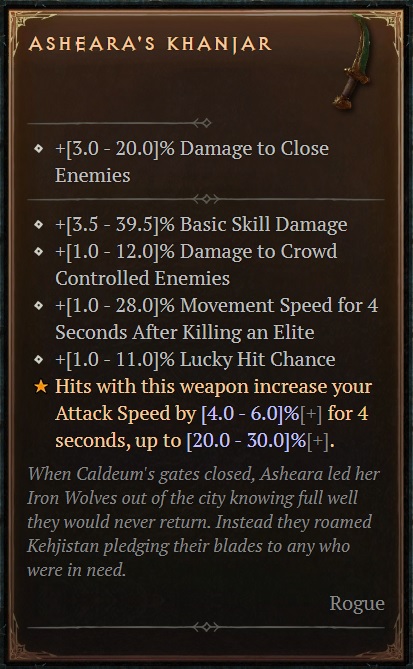 ASHEARA'S KHANJAR
+[3.0 - 20.0]% Damage to Close
Enemies
+[3.5 - 39.5]% Basic Skill Damage
+[1.0 - 12.0]% Damage to Crowd
Controlled Enemies
+[1.0 - 28.0]% Movement Speed for 4
Seconds After Killing an Elite
+[1.0 - 11.0]% Lucky Hit Chance
Hits with this weapon increase your
Attack Speed by [4.0 - 6.0]%[+] for 4
seconds, up to [20.0 - 30.0]%[+].
When Caldeum's gates closed, Asheara led her
Iron Wolves out of the city knowing full well
they would never return. Instead they roamed
Kehjistan pledging their blades to any who
were in need.
Rogue